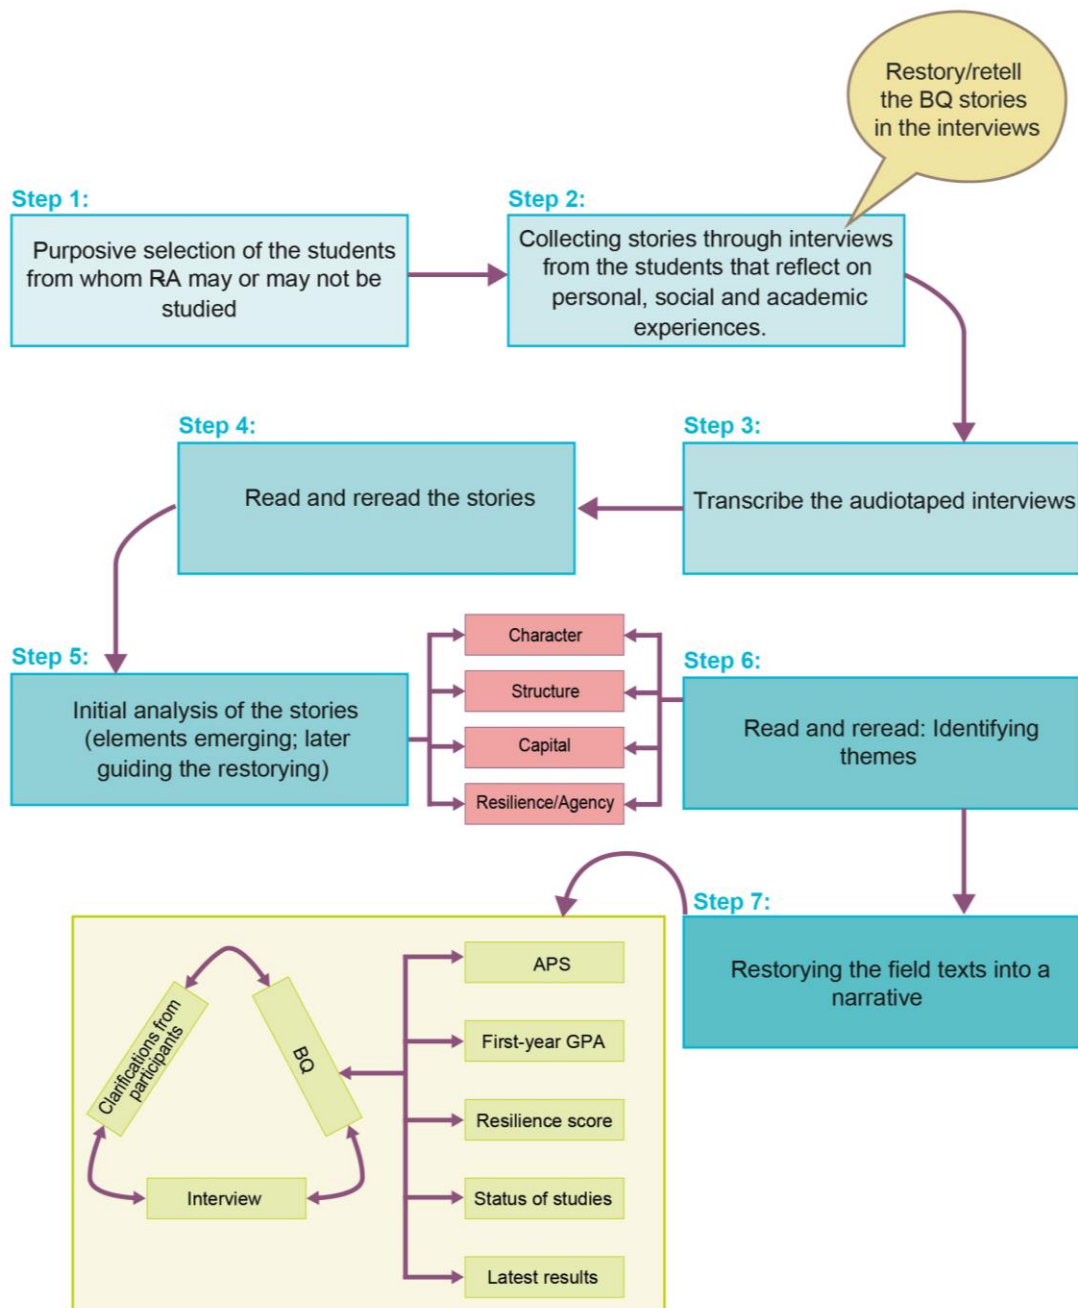 Restory/retell
the BQ stories
in the interviews
Step 1:
Purposive selection of the students
from whom RA may or may not be
studied
Step 2:
Collecting stories through interviews
from the students that reflect on
personal, social and academic
experiences.
Step 3:
Transcribe the audiotaped interviews
Step 4:
Read and reread the stories
Step 5:
Initial analysis of the stories
(elements emerging; later
guiding the restorying)
Character
Structure
Capital
Resilience/Agency
Step 6:
Read and reread: Identifying
themes
Step 7:
Restorying the field texts into a
narrative
Clarifications from
participants
BQ
Interview
APS
First-year GPA
Resilience score
Status of studies
Latest results